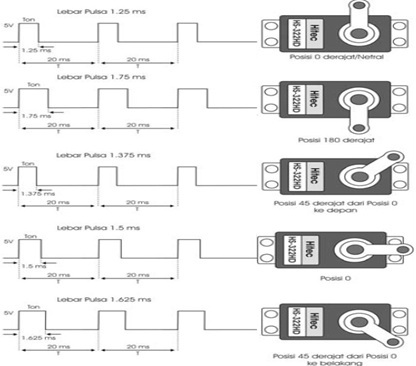 Lebar Pulsa 1.25 ms
5V
Ton
1.25 ms
20 ms
20 ms
T
Hitec
HS-322HD
Posisi 0 derajat/Netral
Lebar Pulsa 1.75 ms
5V
Ton
1.75 ms
20 ms
20 ms
T
T
Hitec
HS-322HD
Posisi 180 derajat
Lebar Pulsa 1.375 ms
5V
Ton
1.375 ms
20 ms
20 ms
T
T
Hitec
HS-322HD
Posisi 45 derajat dari Posisi 0
ke depan
Lebar Pulsa 1.5 ms
5V
Ton
1.5 ms
20 ms
20 ms
T
T
Hitec
HS-322HD
Posisi 0
Lebar Pulsa 1.625 ms
5V
Ton
1.625 ms
20 ms
20 ms
T
T
Hitec
HS-322HD
Posisi 45 derajat dari Posisi 0
ke belakang